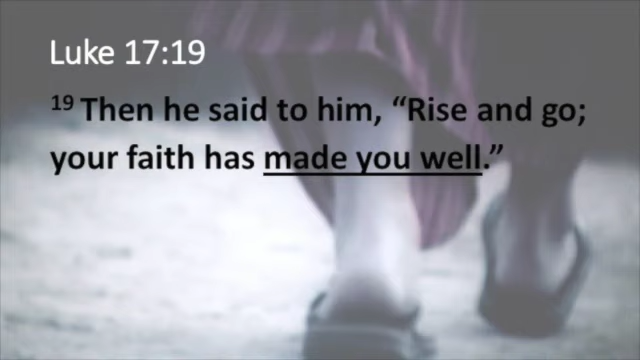 Luke 17:19
19 Then he said to him, “Rise and go;
your faith has made you well.”